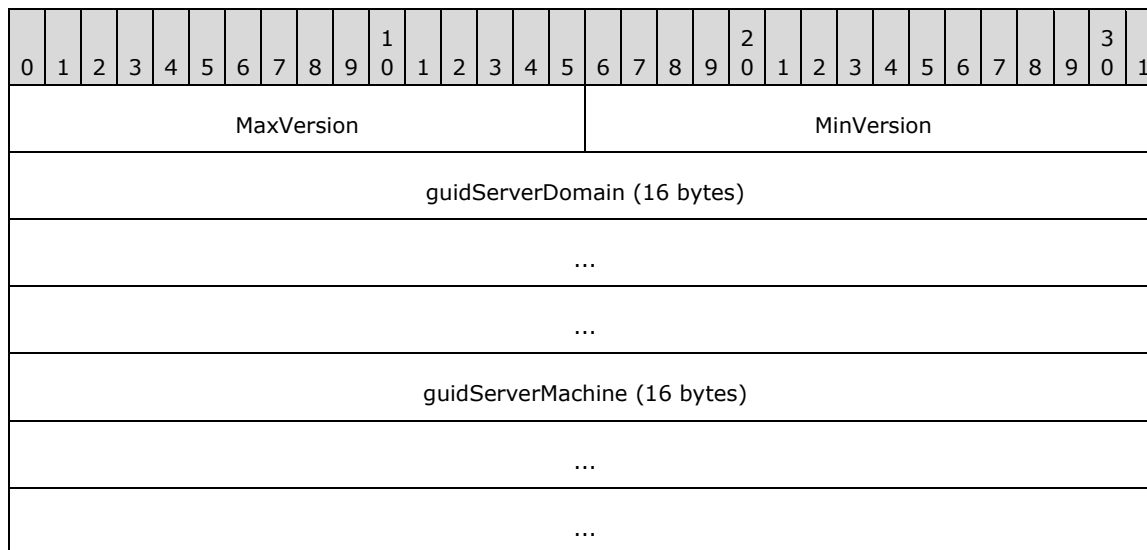 0 1 2 3 4 5 6 7 8 9 1 0 1 2 3 4 5 6 7 8 9 2 0 1 2 3 4 5 6 7 8 9 3 0 1
MaxVersion MinVersion
guidServerDomain (16 bytes)
...
...
guidServerMachine (16 bytes)
...
...